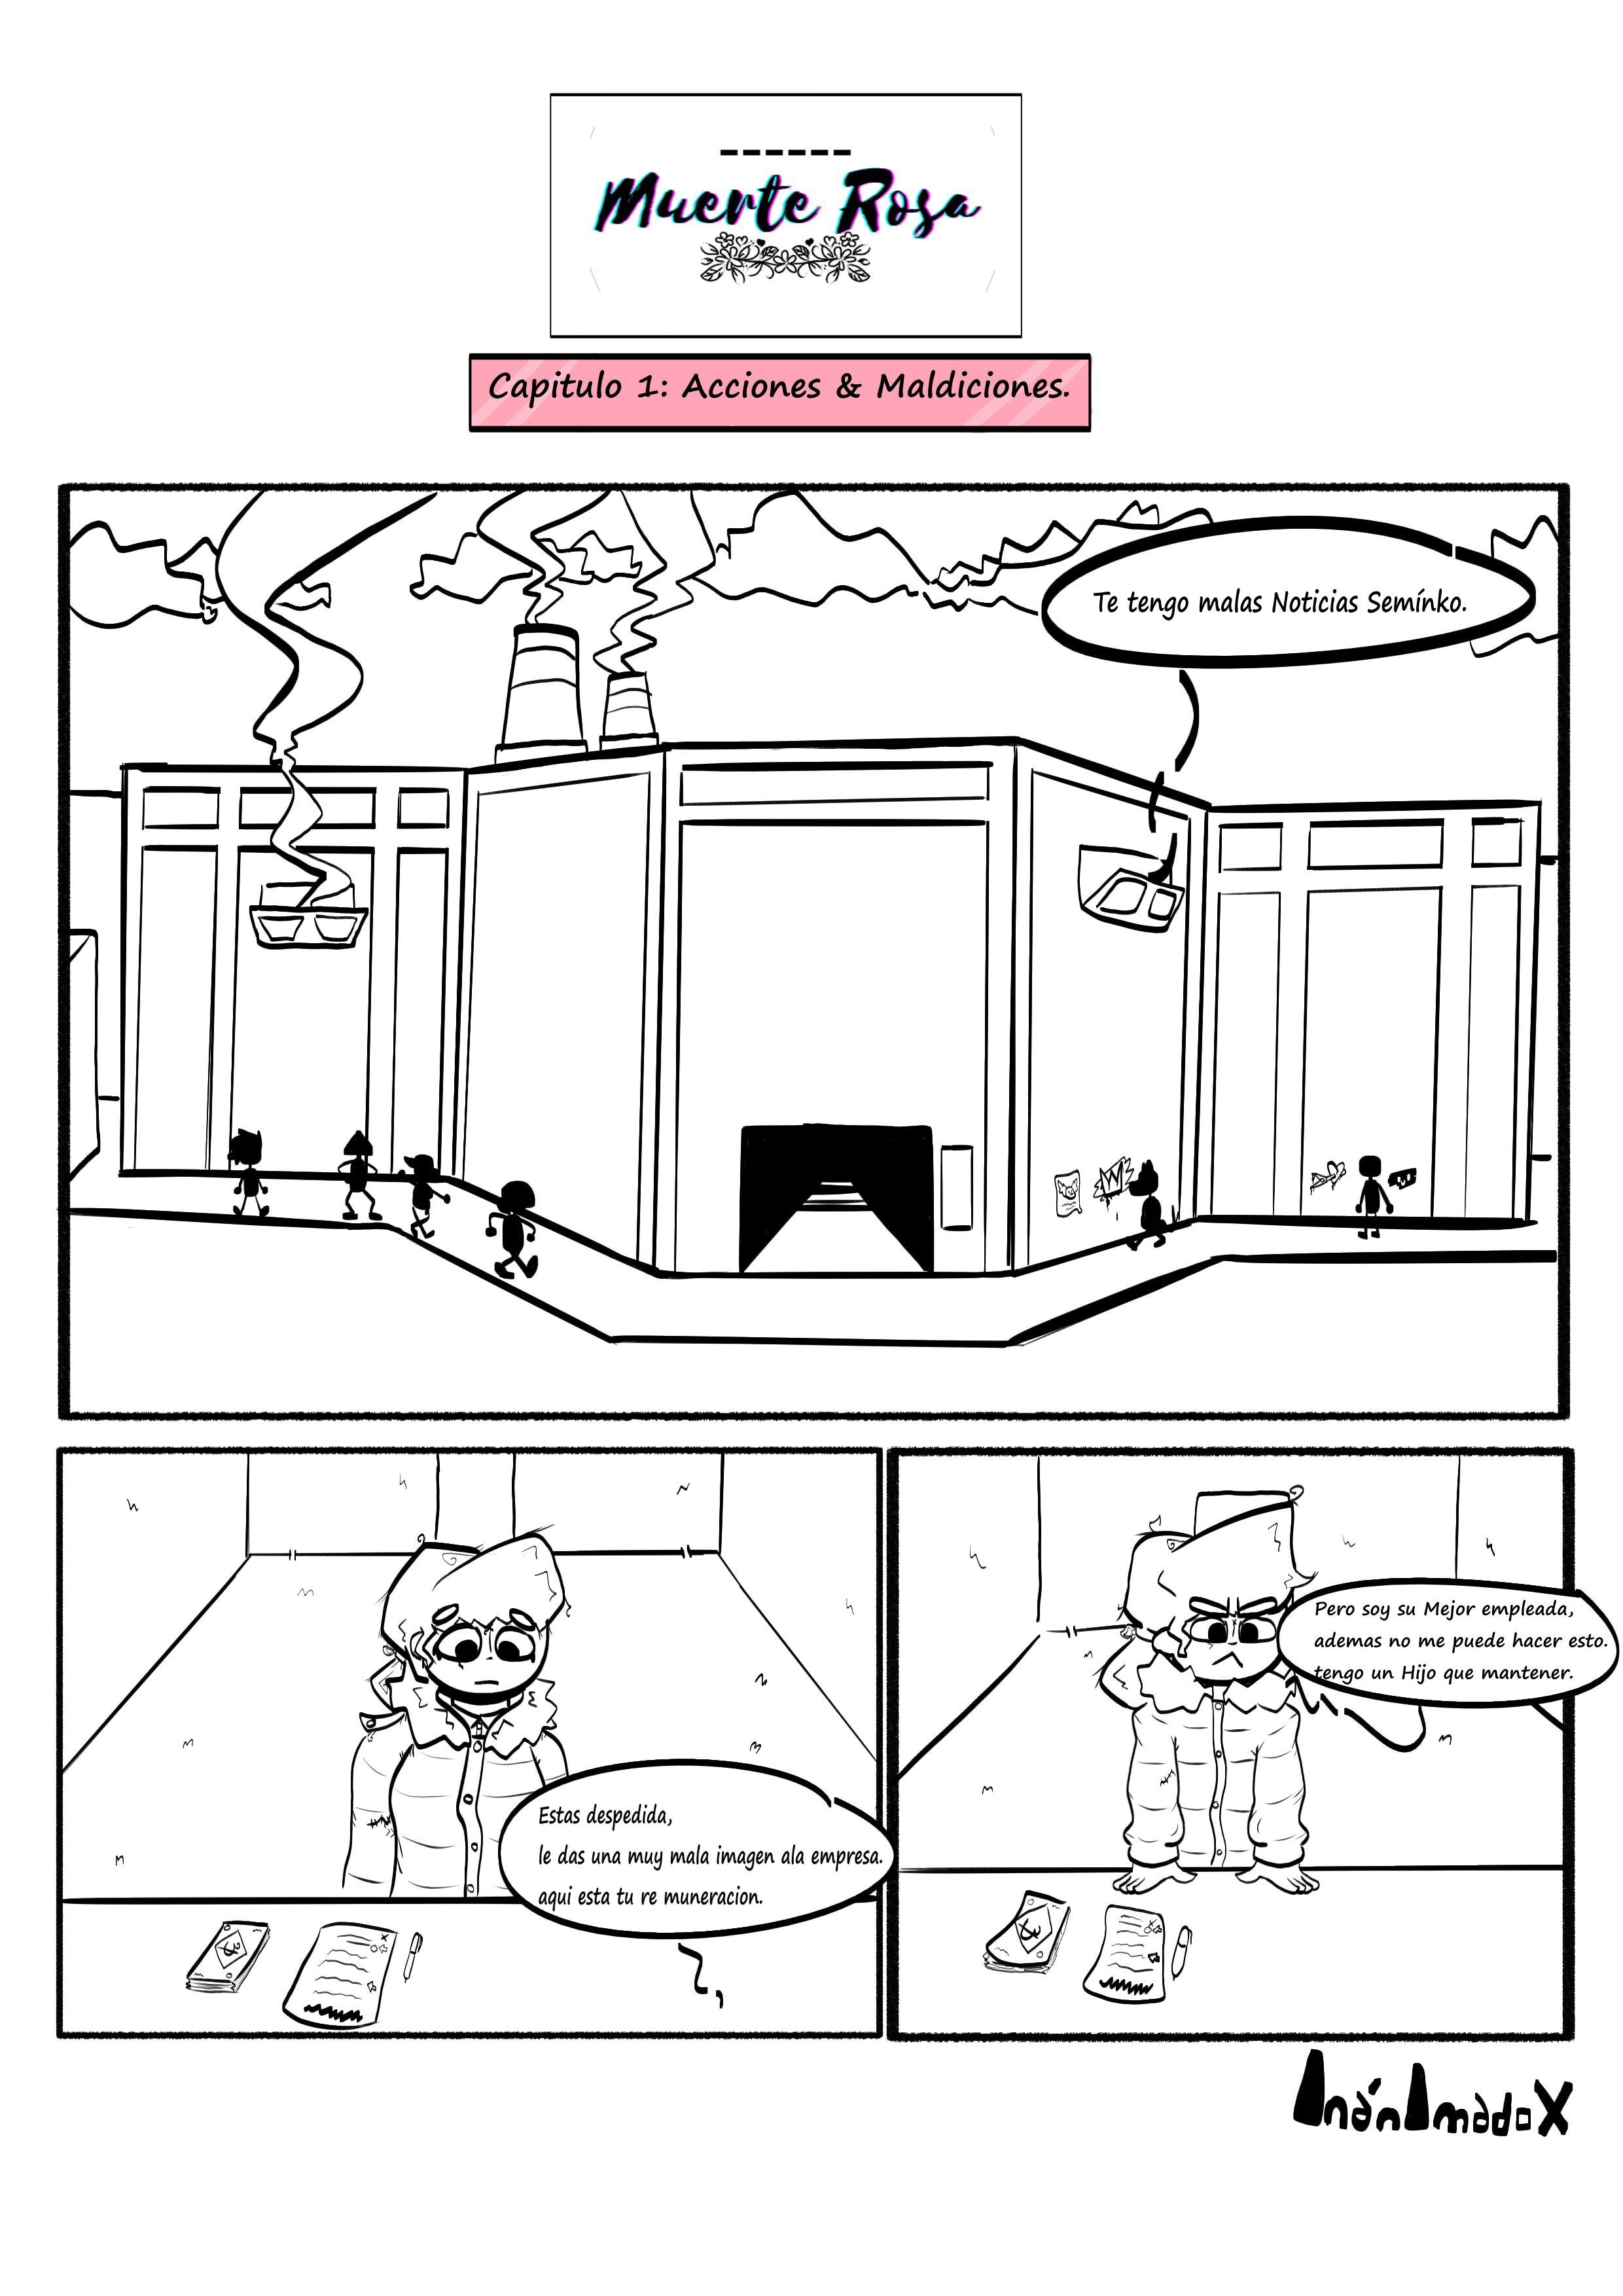 ------
Muerte Rosa
Capitulo 1: Acciones & Maldiciones.
Te tengo malas Noticias Semínko.
W
Estas despedida,
le das una muy mala imagen ala empresa.
aqui esta tu re muneracion.
Pero soy su Mejor empleada,
ademas no me puede hacer esto.
tengo un Hijo que mantener.
InánImadoX